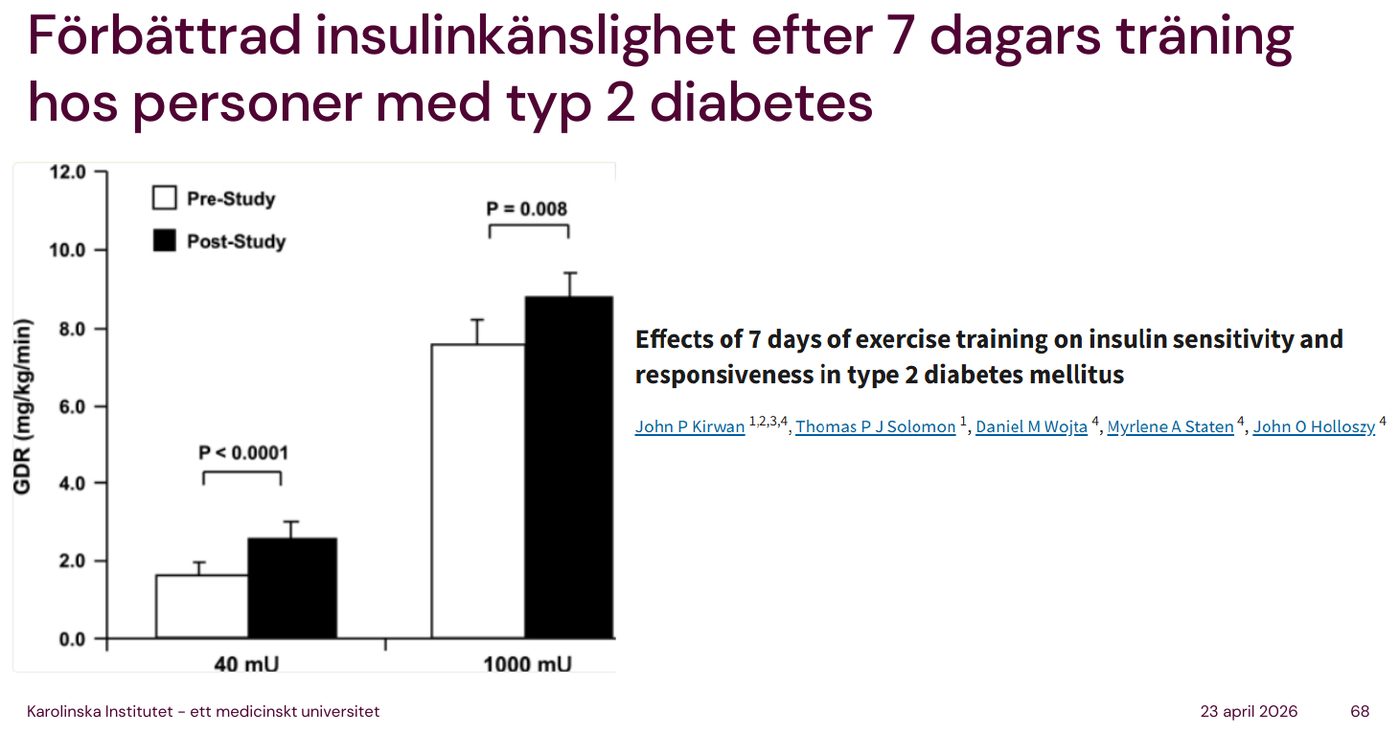 Förbättrad insulinkänslighet efter 7 dagars träning
hos personer med typ 2 diabetes
12.0
10.0
8.0
6.0
4.0
2.0
0.0
GDR (mg/kg/min)
Pre-Study
Post-Study
P < 0.0001
P = 0.008
40 mU
1000 mU
Effects of 7 days of exercise training on insulin sensitivity and
responsiveness in type 2 diabetes mellitus
John P Kirwan 1,2,3,4, Thomas P J Solomon 1, Daniel M Wojta 4, Myrlene A Staten 4, John O Holloszy 4
Karolinska Institutet – ett medicinskt universitet
23 april 2026
68